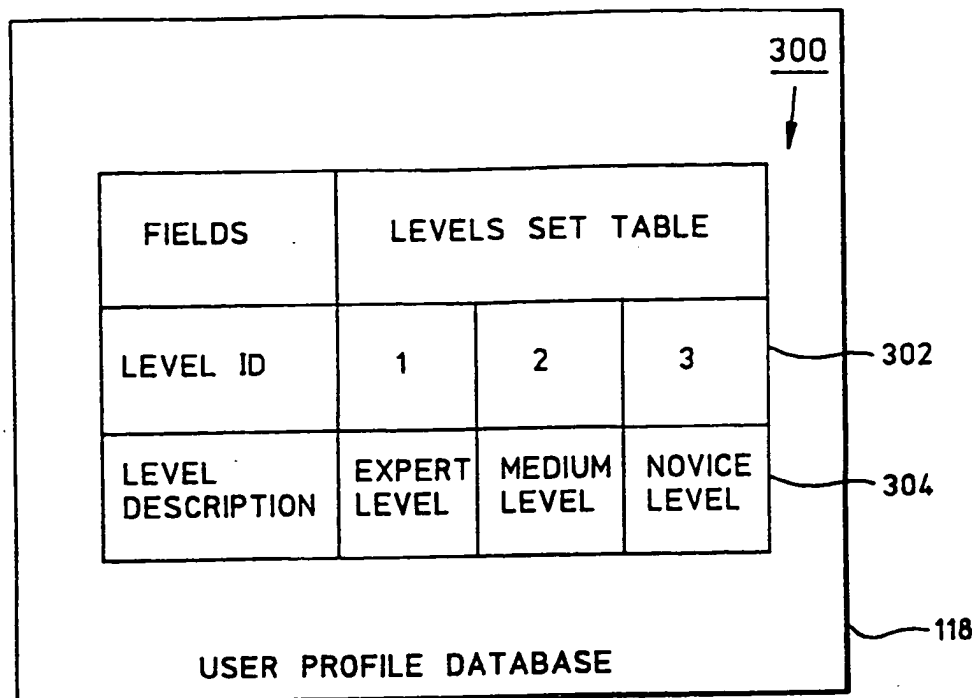 300
FIELDS LEVELS SET TABLE
LEVEL ID 1 2 3
302
LEVEL DESCRIPTION EXPERT LEVEL MEDIUM LEVEL NOVICE LEVEL
304
118
USER PROFILE DATABASE